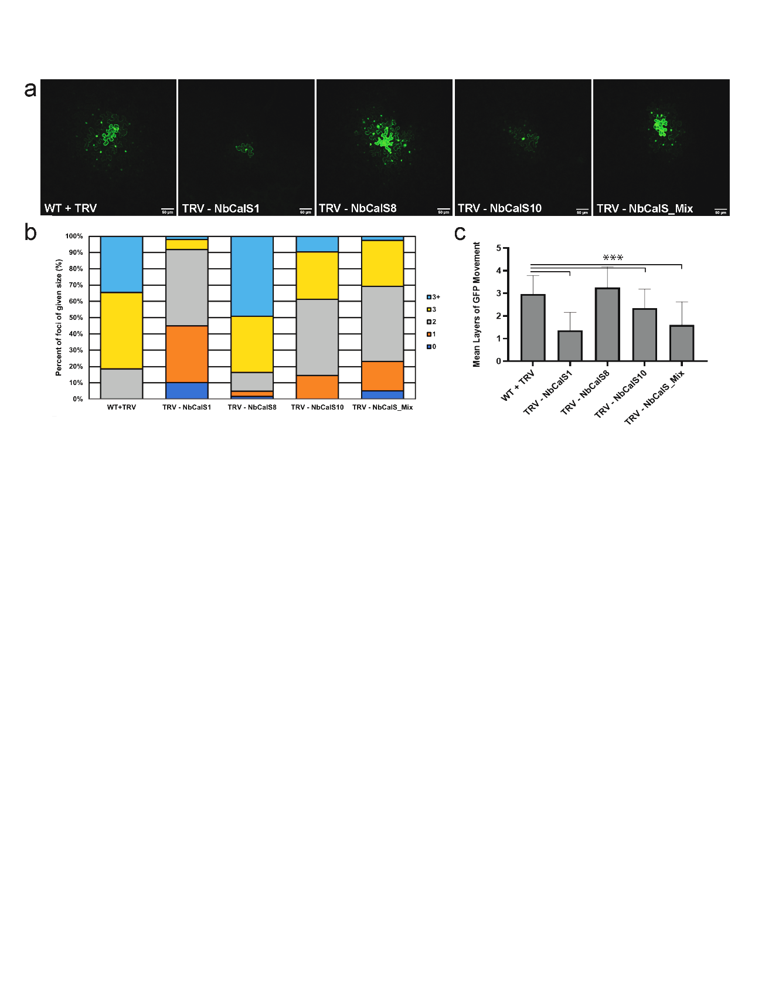 a
WT + TRV
50 µm
TRV - NbCalS1
50 µm
TRV - NbCalS8
50 µm
TRV - NbCalS10
50 µm
TRV - NbCalS_Mix
50 µm
b
Percent of foci of given size (%)
100%
90%
80%
70%
60%
50%
40%
30%
20%
10%
0%
WT+TRV
TRV - NbCalS1
TRV - NbCalS8
TRV - NbCalS10
TRV - NbCalS_Mix
3+
3
2
1
0
c
Mean Layers of GFP Movement
5
4
3
2
1
0
***
WT + TRV
TRV - NbCalS1
TRV - NbCalS8
TRV - NbCalS10
TRV - NbCalS_Mix